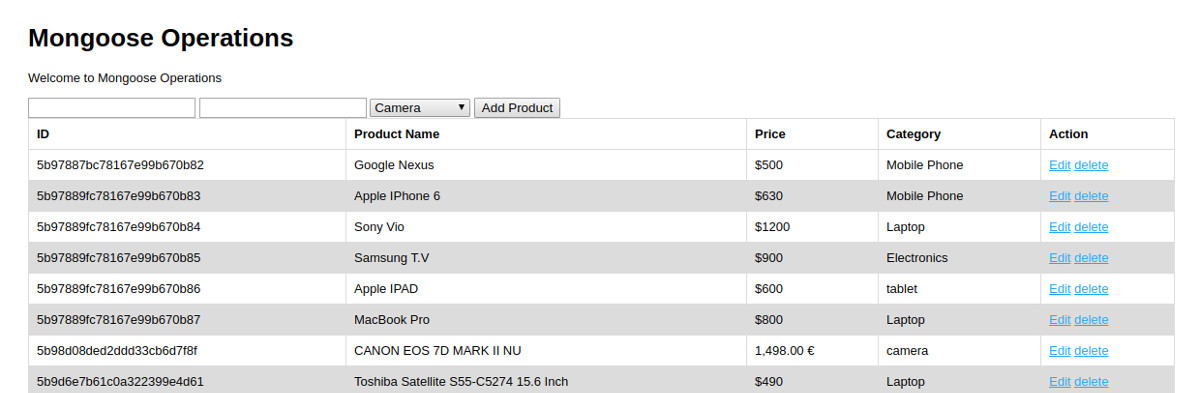 Mongoose Operations
Welcome to Mongoose Operations
Camera Add Product
ID Product Name Price Category Action
5b97887bc78167e99b670b82 Google Nexus $500 Mobile Phone Edit delete
5b97889fc78167e99b670b83 Apple IPhone 6 $630 Mobile Phone Edit delete
5b97889fc78167e99b670b84 Sony Vio $1200 Laptop Edit delete
5b97889fc78167e99b670b85 Samsung T.V $900 Electronics Edit delete
5b97889fc78167e99b670b86 Apple IPAD $600 tablet Edit delete
5b97889fc78167e99b670b87 MacBook Pro $800 Laptop Edit delete
5b98d08ded2ddd33cb6d7f8f CANON EOS 7D MARK II NU 1,498.00 € camera Edit delete
5b9d6e7b61c0a322399e4d61 Toshiba Satellite S55-C5274 15.6 Inch $490 Laptop Edit delete